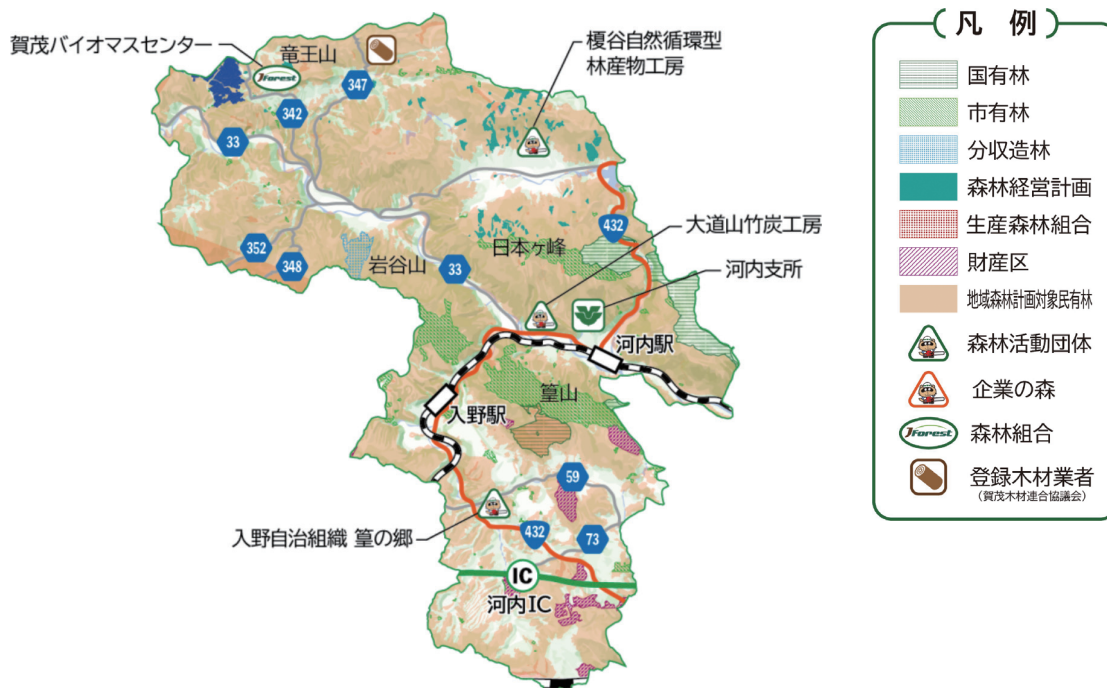 賀茂バイオマスセンター
竜王山
榎谷自然循環型
林産物工房
Jforest
347
342
33
432
大道山竹炭工房
日本ヶ峰
河内支所
352
348
岩谷山
33
河内駅
篁山
入野駅
59
入野自治組織 篁の郷
432
73
IC
河内IC
凡 例
国有林
市有林
分収造林
森林経営計画
生産森林組合
財産区
地域森林計画対象民有林
森林活動団体
企業の森
Jforest
森林組合
登録木材業者
(賀茂木材連合協議会)